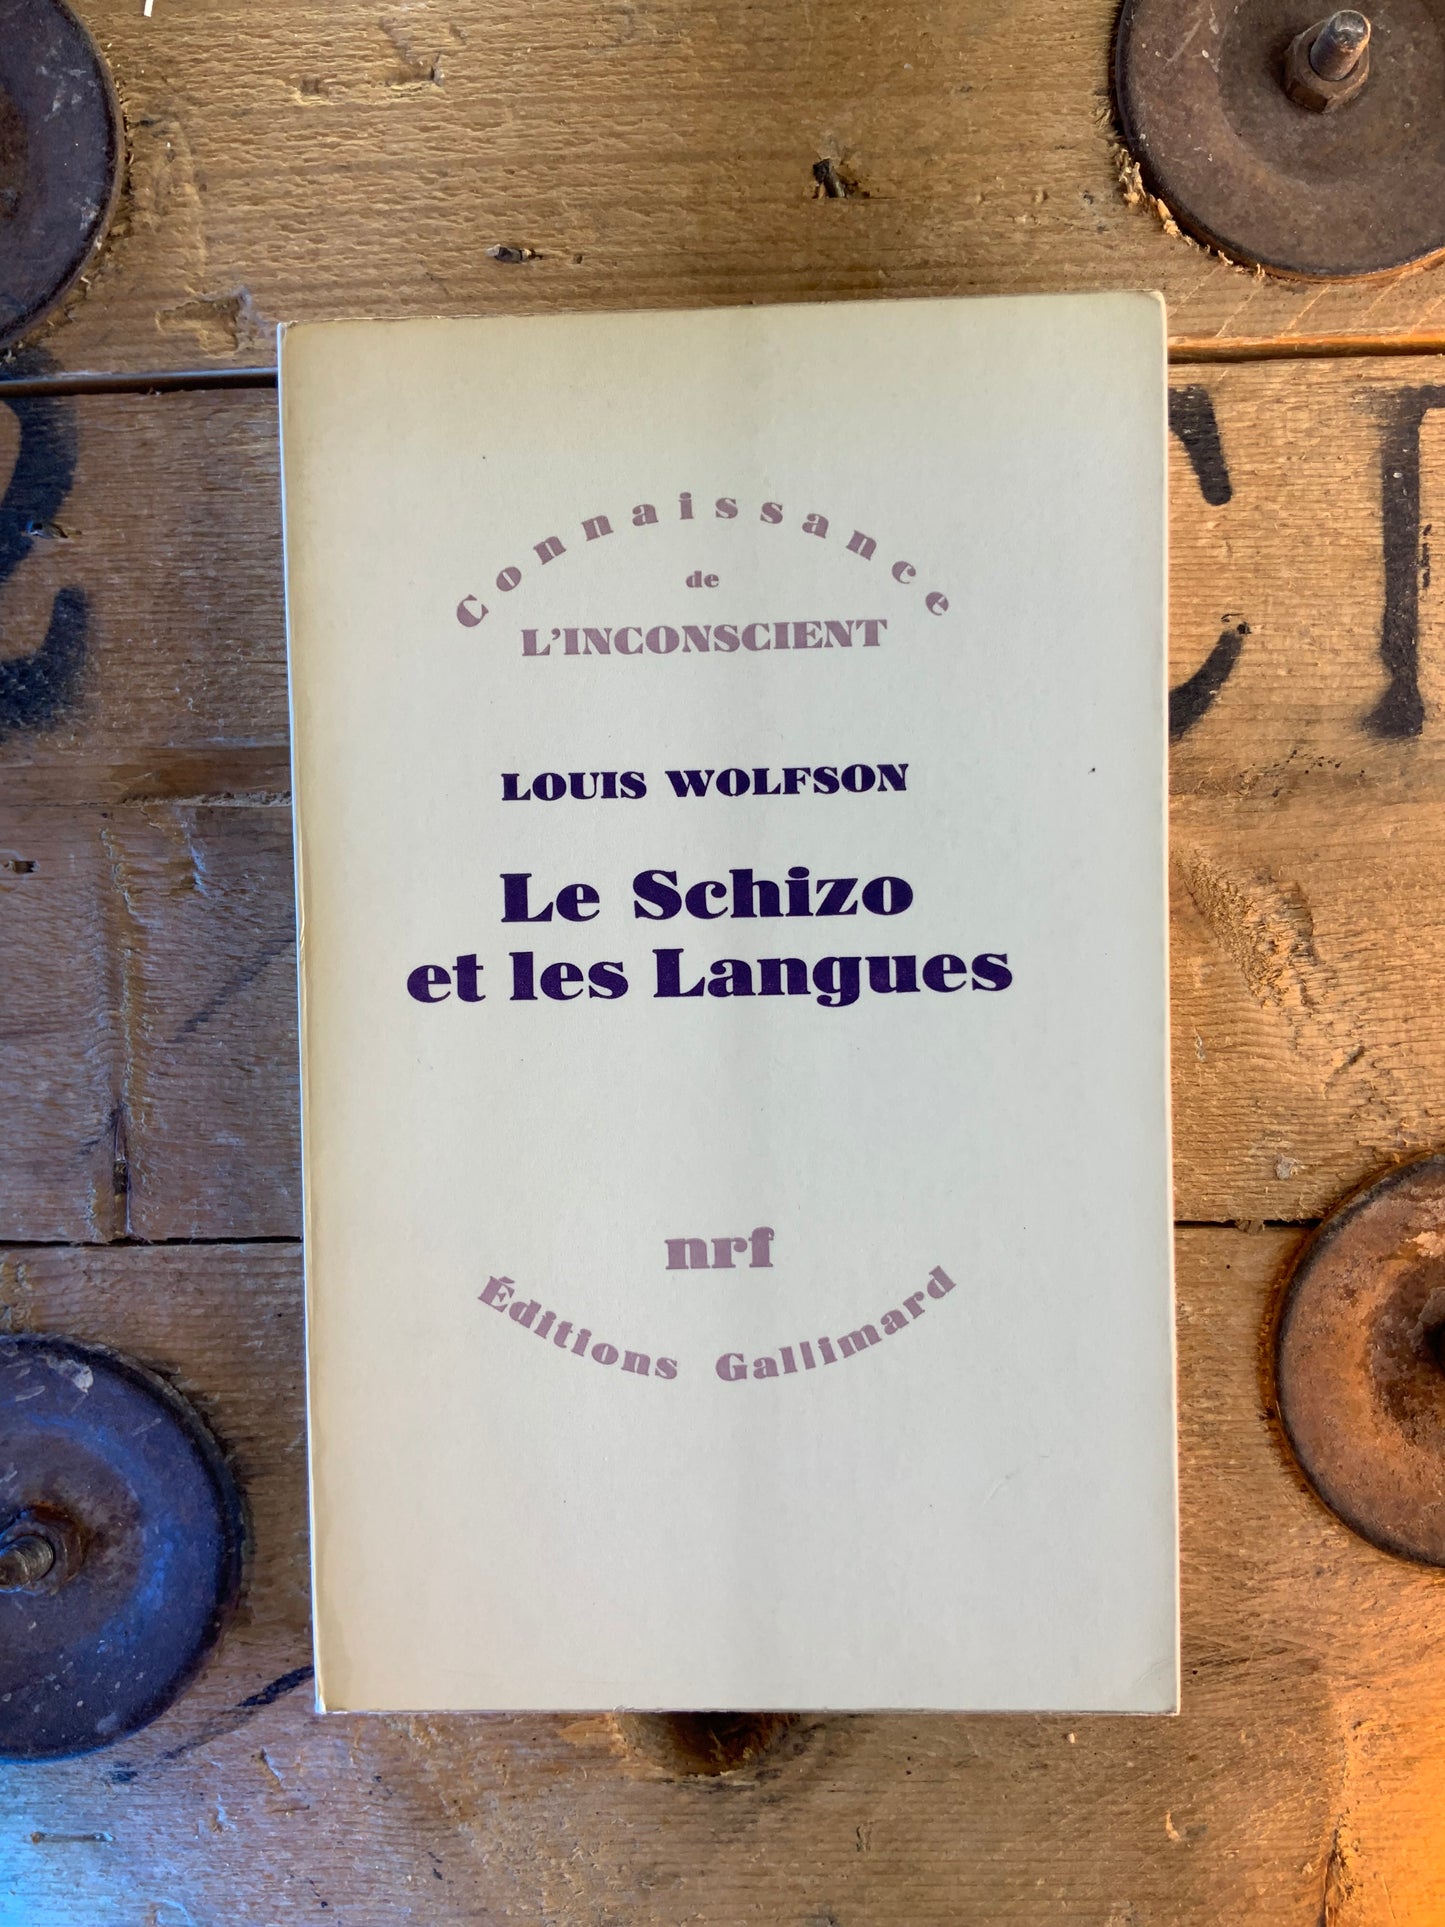 Connaissance
de
L'INCONSCIENT
LOUIS WOLFSON
Le Schizo
et les Langues
nrf
Éditions Gallimard